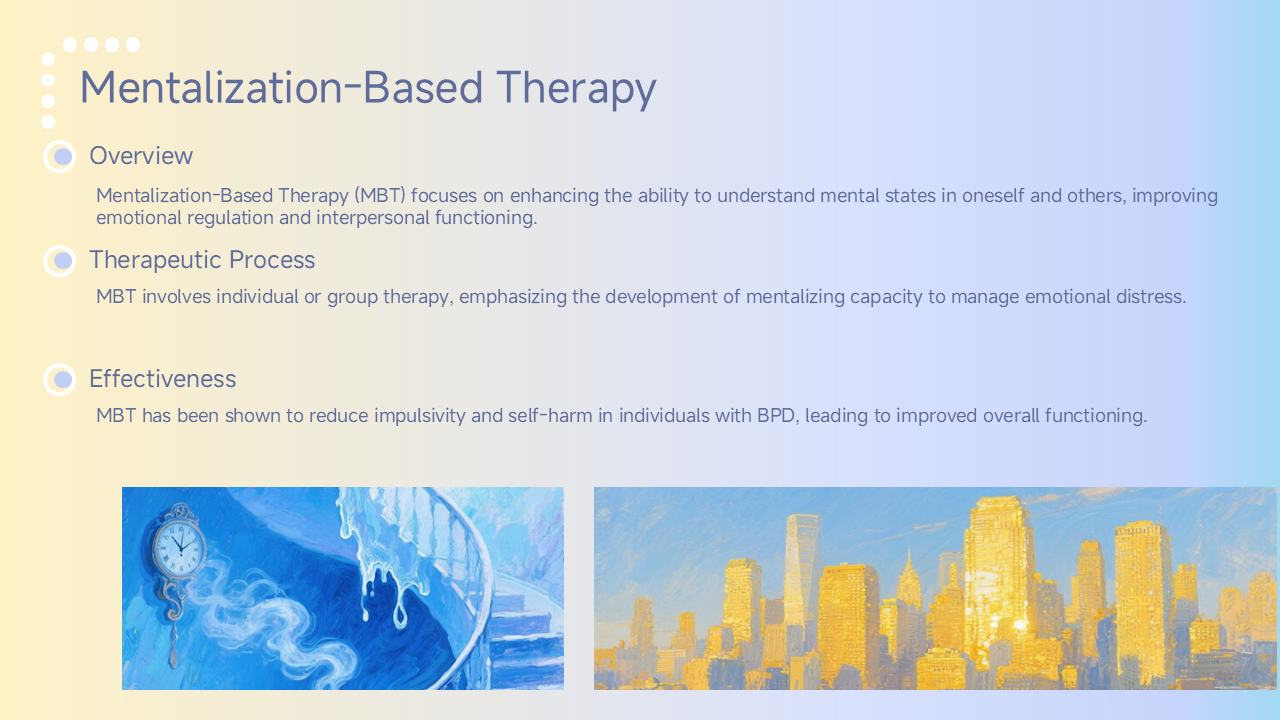 Mentalization-Based Therapy
Overview
Mentalization-Based Therapy (MBT) focuses on enhancing the ability to understand mental states in oneself and others, improving
emotional regulation and interpersonal functioning.
Therapeutic Process
MBT involves individual or group therapy, emphasizing the development of mentalizing capacity to manage emotional distress.
Effectiveness
MBT has been shown to reduce impulsivity and self-harm in individuals with BPD, leading to improved overall functioning.